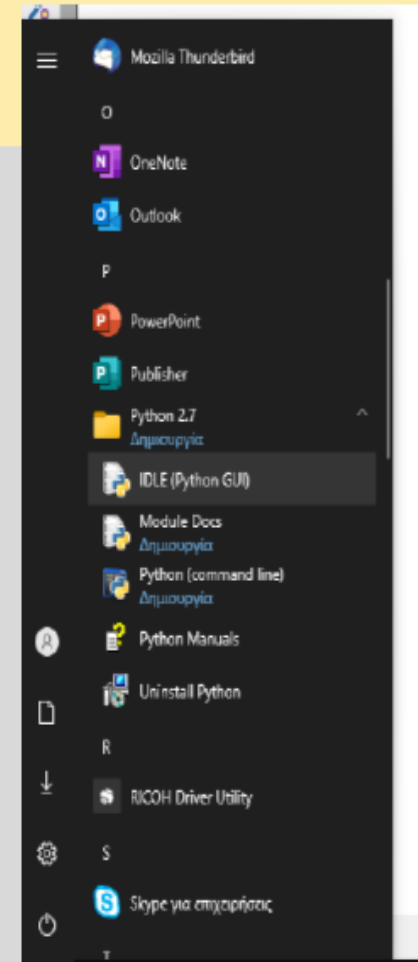 Mozilla Thunderbird
O
OneNote
Outlook
P
PowerPoint
Publisher
Python 2.7
Δημιουργία
IDLE (Python GUI)
Module Docs
Δημιουργία
Python (command line)
Δημιουργία
Python Manuals
Uninstall Python
R
RICOH Driver Utility
S
Skype για επιχειρήσεις
T